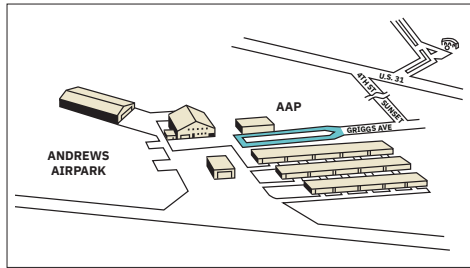 U.S. 31
4TH ST
SUNSET
AAP
GRIGGS AVE
ANDREWS
AIRPARK